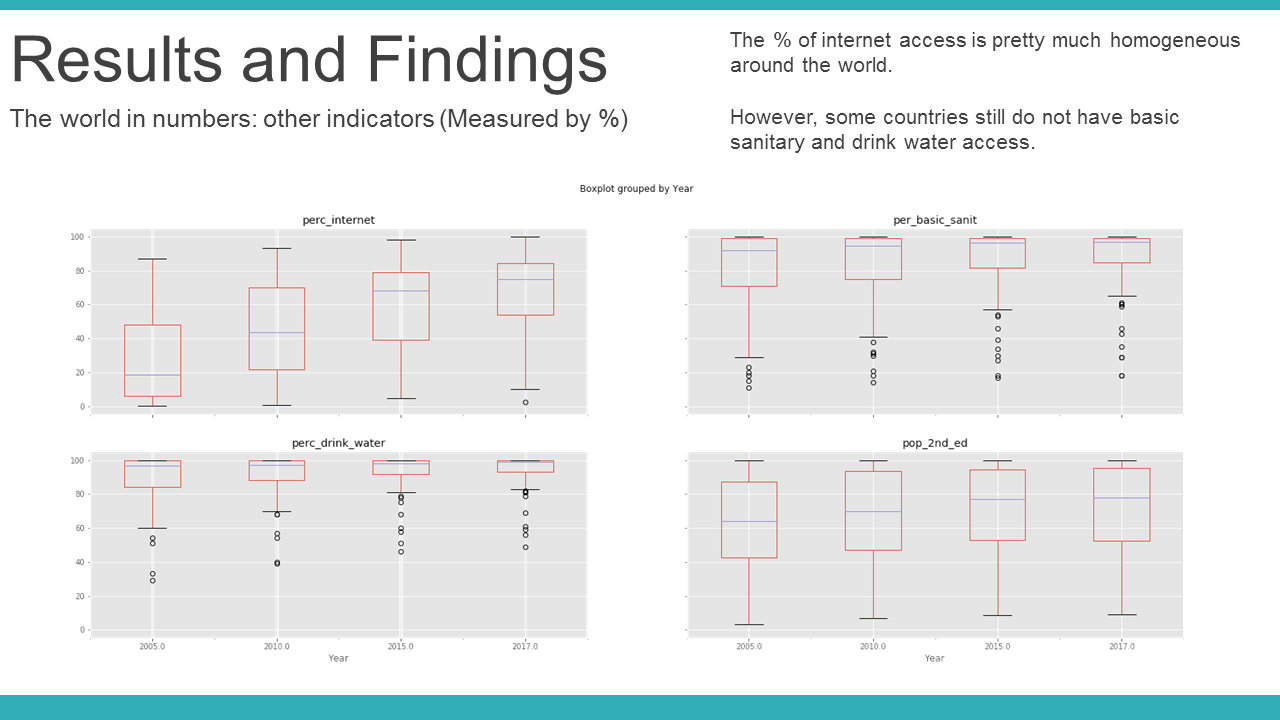 Results and Findings
The world in numbers: other indicators (Measured by %)
The % of internet access is pretty much homogeneous
around the world.
However, some countries still do not have basic
sanitary and drink water access.
Boxplot grouped by Year
perc_internet
100
80
60
40
20
0
per_basic_sanit
perc_drink_water
100
80
60
40
20
0
2005.0 2010.0 2015.0 2017.0
Year
pop_2nd_ed
2005.0 2010.0 2015.0 2017.0
Year